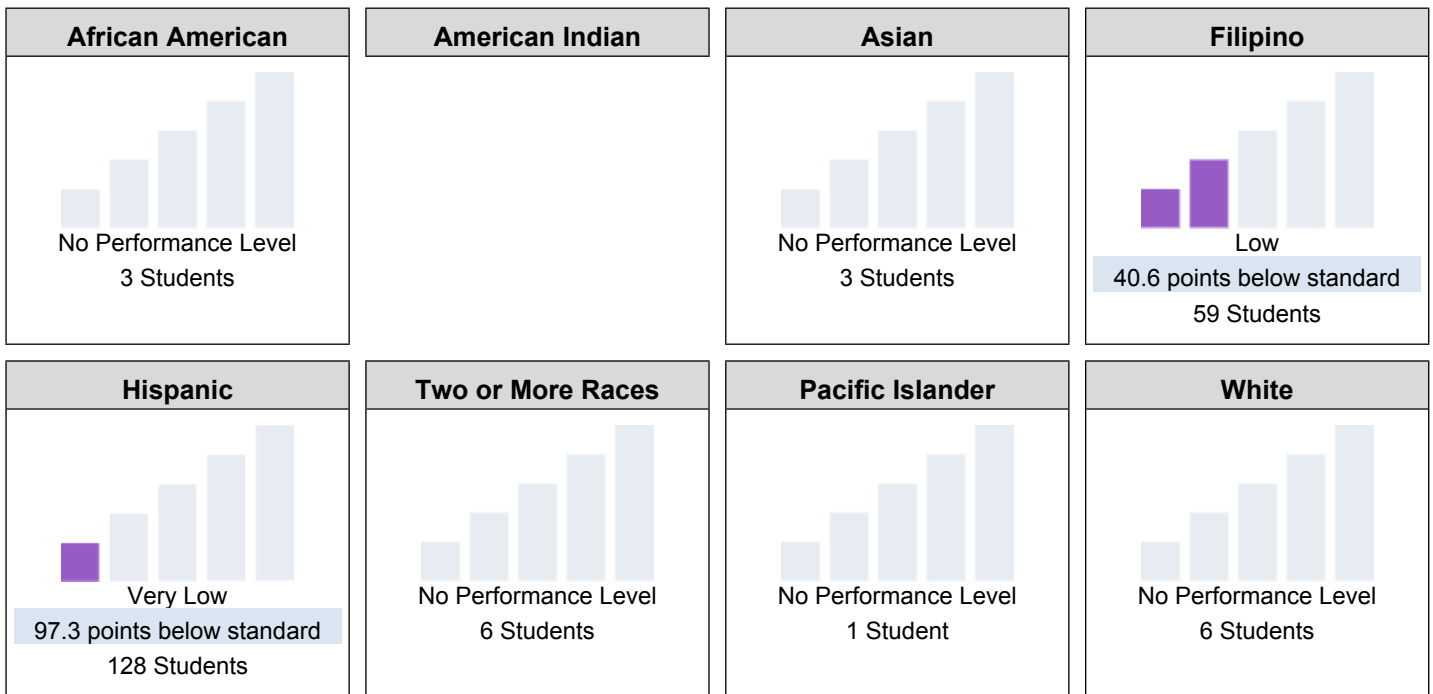 African American
No Performance Level
3 Students
American Indian
Asian
No Performance Level
3 Students
Filipino
Low
40.6 points below standard
59 Students
Hispanic
Very Low
97.3 points below standard
128 Students
Two or More Races
No Performance Level
6 Students
Pacific Islander
No Performance Level
1 Student
White
No Performance Level
6 Students